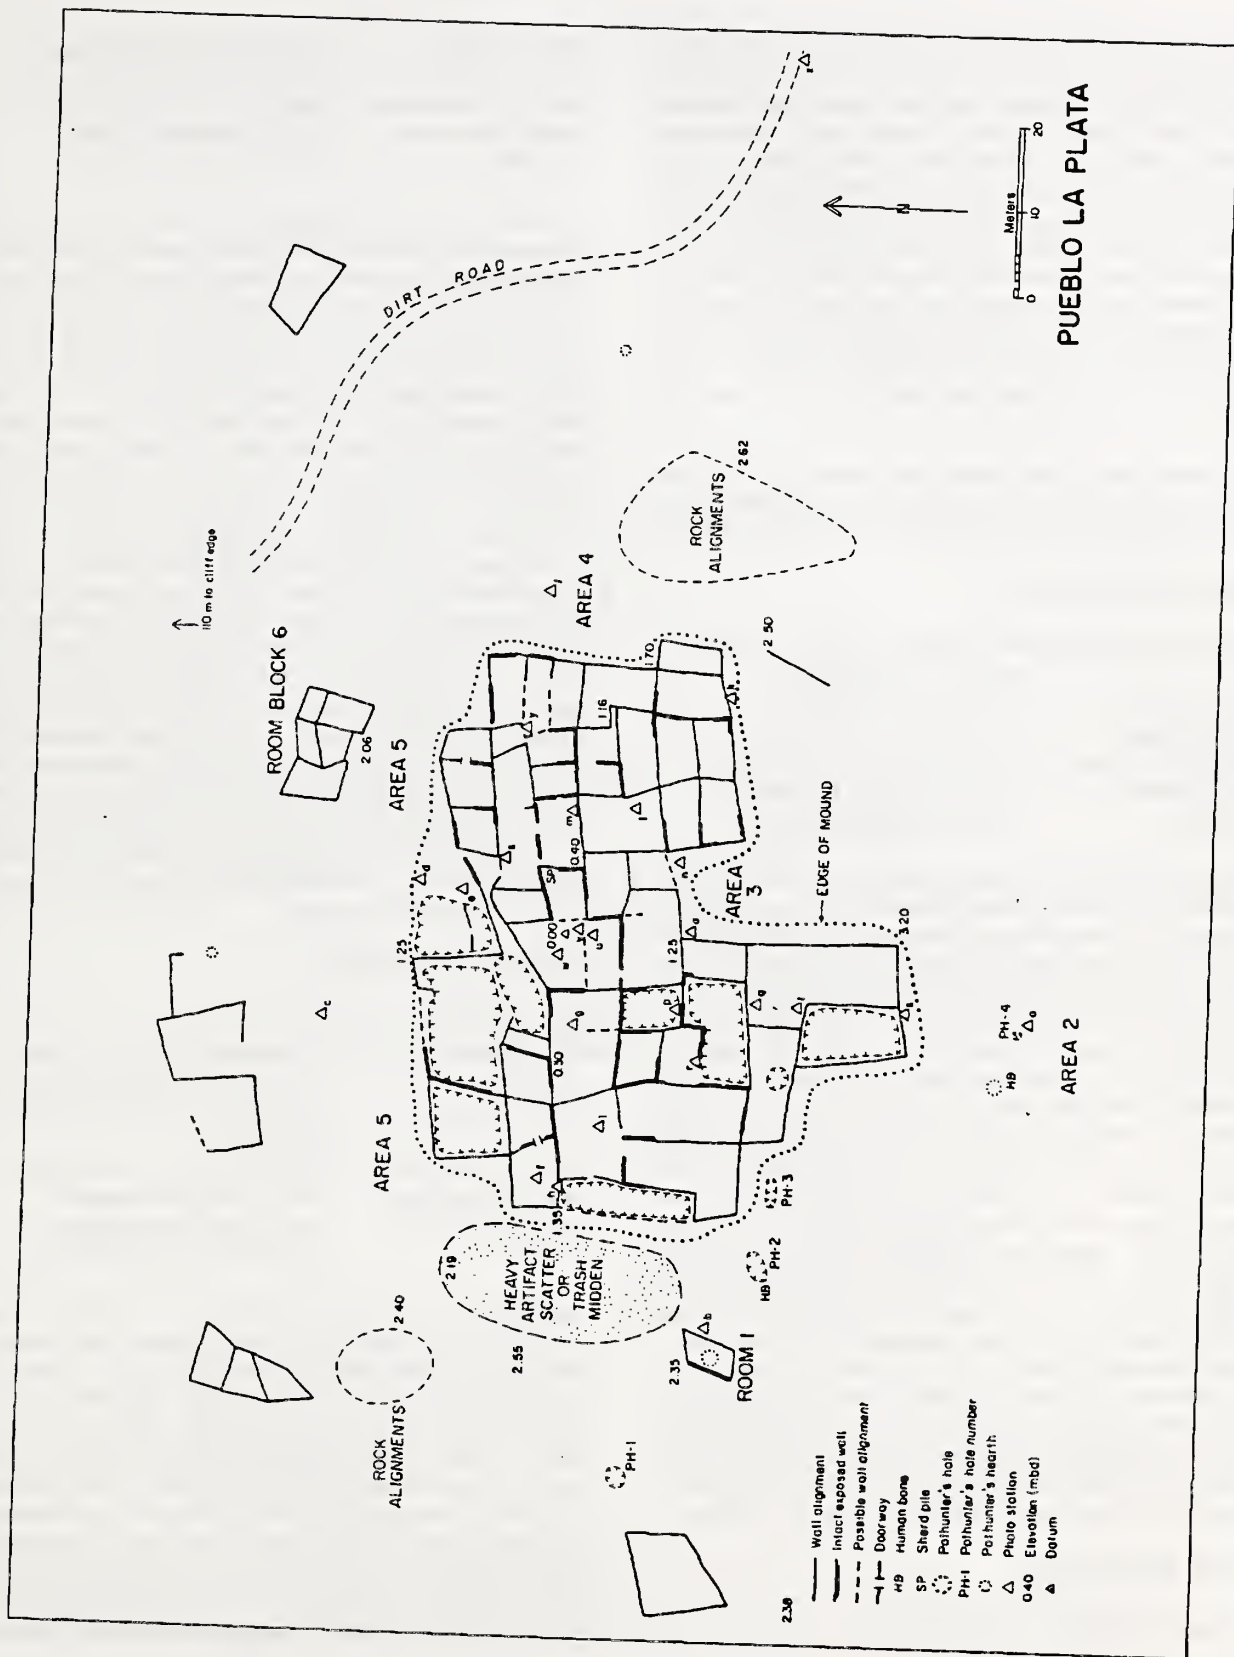 110 m to cliff edge
DIRT ROAD
ROOM BLOCK 6
2.06
AREA 5
AREA 5
1.25
d
e
c
s
y
AREA 4
j
ROCK
ALIGNMENTS
2.62
2.50
1.70
1.16
h
m
l
0.40
SP
n
AREA
3
EDGE OF MOUND
0.00
w
x
u
1.25
3.20
0.30
g
p
q
PH-4
HB
AREA 2
1.35
i
PH-3
PH-2
HB
2.19
HEAVY
ARTIFACT
SCATTER
OR
TRASH
MIDDEN
2.55
2.40
ROCK
ALIGNMENTS
b
2.35
ROOM 1
PH-1
2.38
Wall alignment
Intact exposed wall
Possible wall alignment
Doorway
HB Human bone
SP Sherd pile
Pothunter's hole
PH-1 Pothunter's hole number
Pothunter's hearth
Photo station
0.40 Elevation (mbd)
Datum
N
Meters
0 10 20
PUEBLO LA PLATA